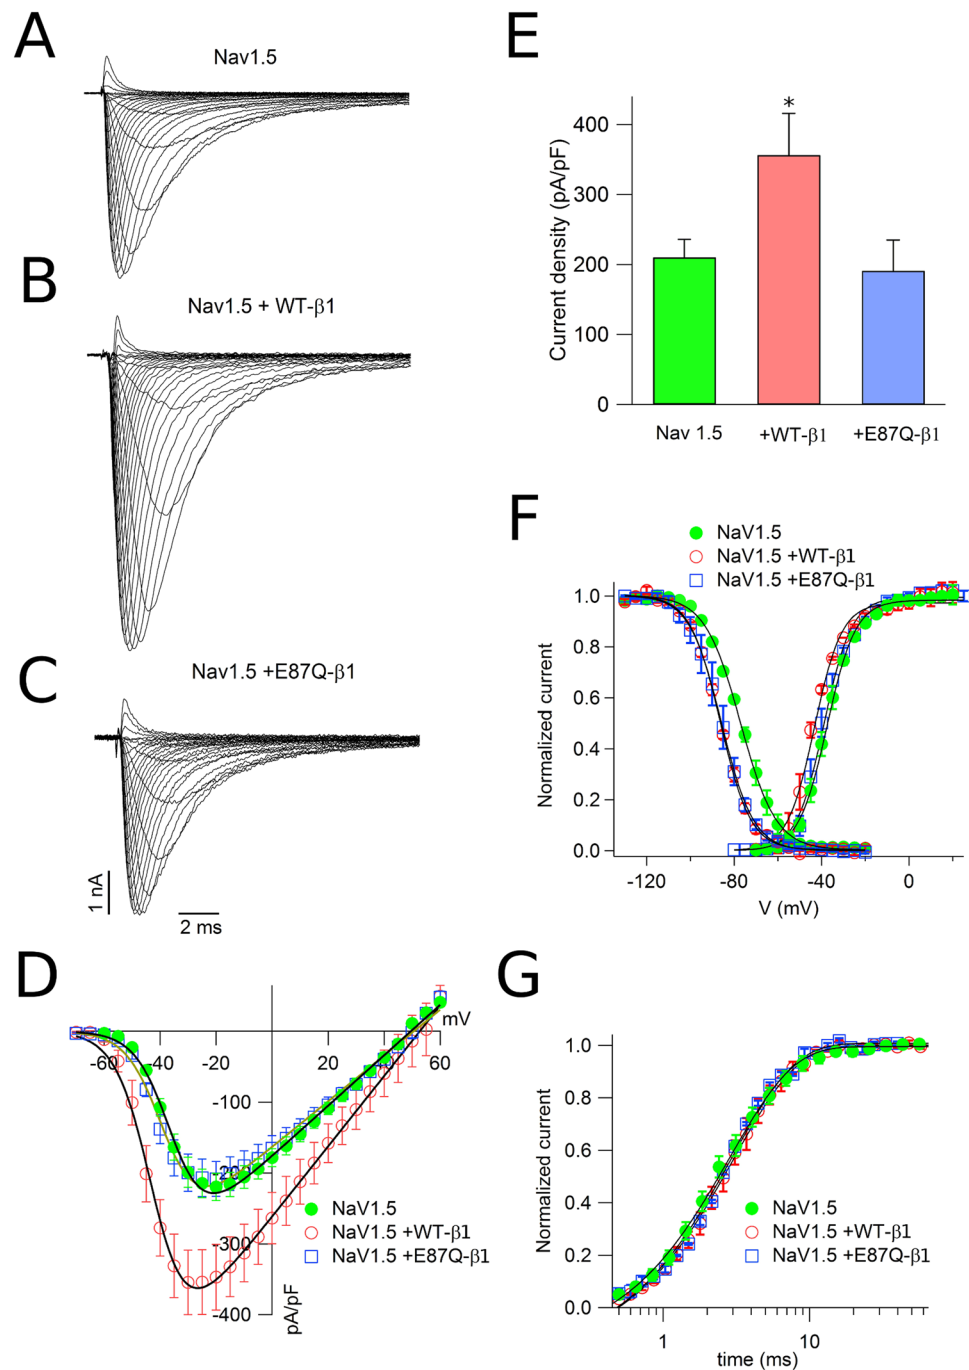 A
Nav1.5
B
Nav1.5 + WT-β1
C
Nav1.5 +E87Q-β1
1 nA
2 ms
D
mV
-60 -40 -20 20 40 60
-100
-200
-300
-400
pA/pF
NaV1.5
NaV1.5 +WT-β1
NaV1.5 +E87Q-β1
E
*
Current density (pA/pF)
400
300
200
100
0
Nav 1.5 +WT-β1 +E87Q-β1
F
NaV1.5
NaV1.5 +WT-β1
NaV1.5 +E87Q-β1
Normalized current
1.0
0.8
0.6
0.4
0.2
0.0
-120 -80 -40 0
V (mV)
G
Normalized current
1.0
0.8
0.6
0.4
0.2
0.0
NaV1.5
NaV1.5 +WT-β1
NaV1.5 +E87Q-β1
1 10
time (ms)